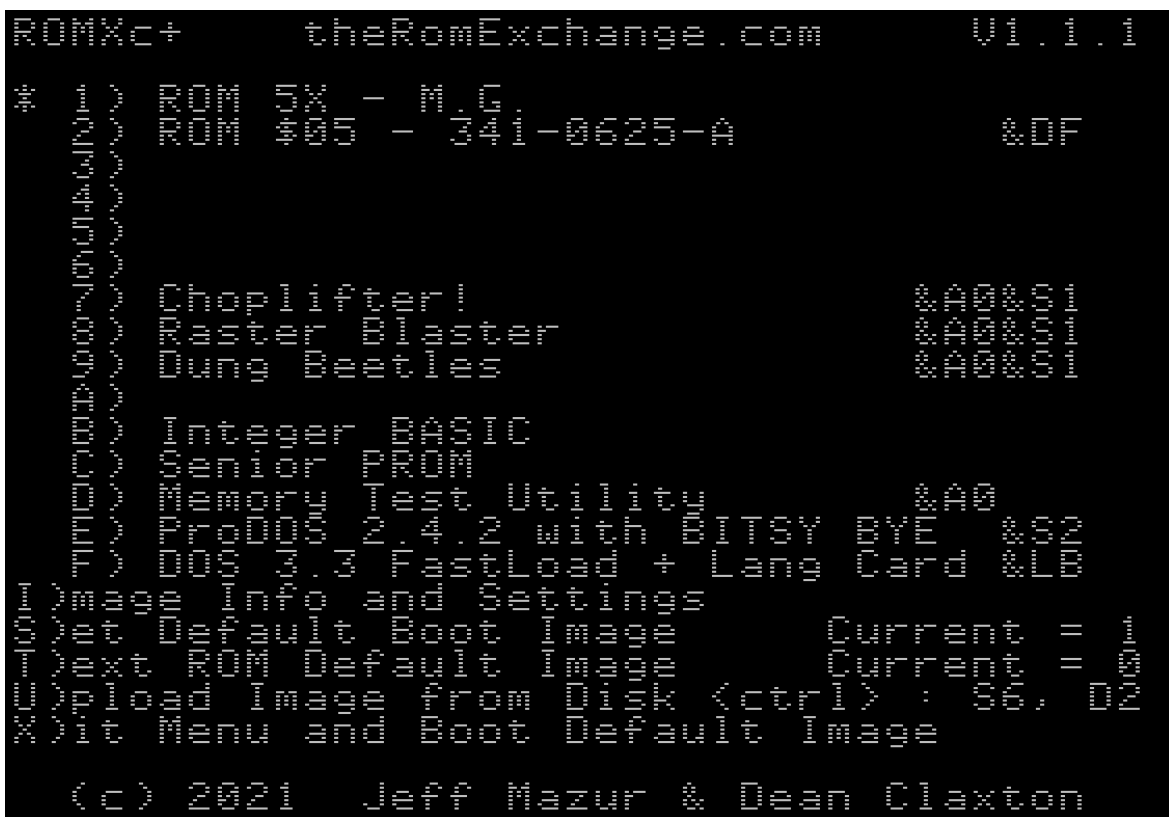 ROMXc+ theRomExchange.com V1.1.1
* 1) ROM 5X - M.G.
2) ROM $05 - 341-0625-A &DF
3)
4)
5)
6)
7) Choplifter! &A0&S1
8) Raster Blaster &A0&S1
9) Dung Beetles &A0&S1
A)
B) Integer BASIC
C) Senior PROM
D) Memory Test Utility &A0
E) ProDOS 2.4.2 with BITSY BYE &S2
F) DOS 3.3 FastLoad + Lang Card &LB
I)mage Info and Settings
S)et Default Boot Image Current = 1
T)ext ROM Default Image Current = 0
U)pload Image from Disk <ctrl> : S6, D2
X)it Menu and Boot Default Image
(c) 2021 Jeff Mazur & Dean Claxton